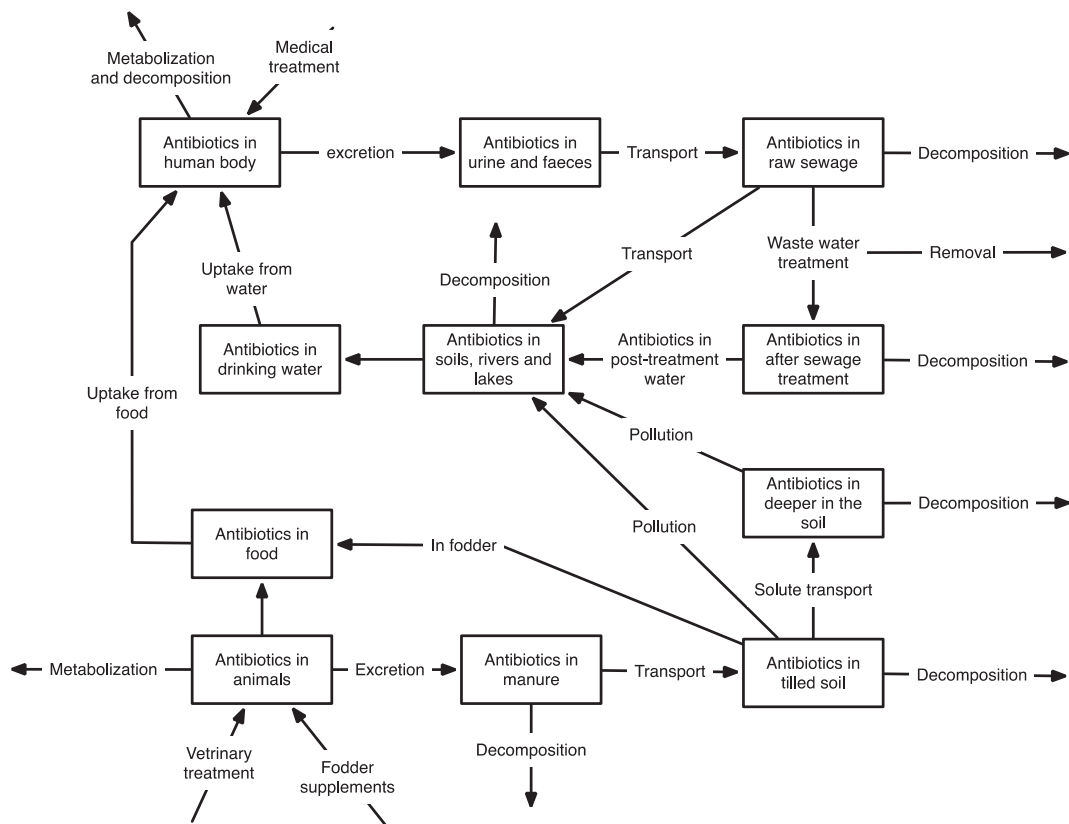 Metabolization
and decomposition
Medical
treatment
Antibiotics in
human body
excretion
Antibiotics in
urine and faeces
Transport
Antibiotics in
raw sewage
Decomposition
Uptake from
water
Decomposition
Transport
Waste water
treatment
Removal
Antibiotics in
drinking water
Antibiotics in
soils, rivers and
lakes
Antibiotics in
post-treatment
water
Antibiotics in
after sewage
treatment
Decomposition
Uptake from
food
Pollution
Antibiotics in
deeper in the
soil
Decomposition
Antibiotics in
food
In fodder
Pollution
Solute transport
Metabolization
Antibiotics in
animals
Excretion
Antibiotics in
manure
Transport
Antibiotics in
tilled soil
Decomposition
Vetrinary
treatment
Fodder
supplements
Decomposition